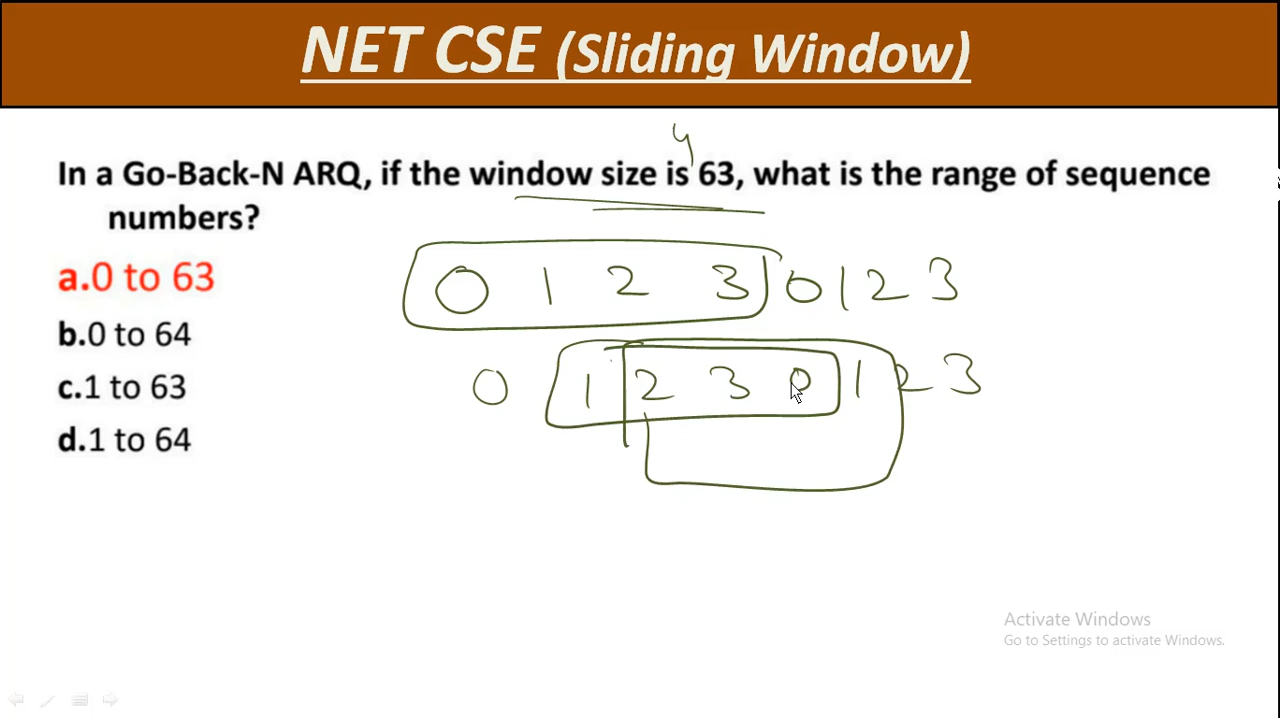 NET CSE (Sliding Window)
4
In a Go-Back-N ARQ, if the window size is 63, what is the range of sequence
numbers?
a.0 to 63
0 1 2 3 0 1 2 3
b.0 to 64
0 1 2 3 0 1 2 3
c.1 to 63
d.1 to 64
Activate Windows
Go to Settings to activate Windows.